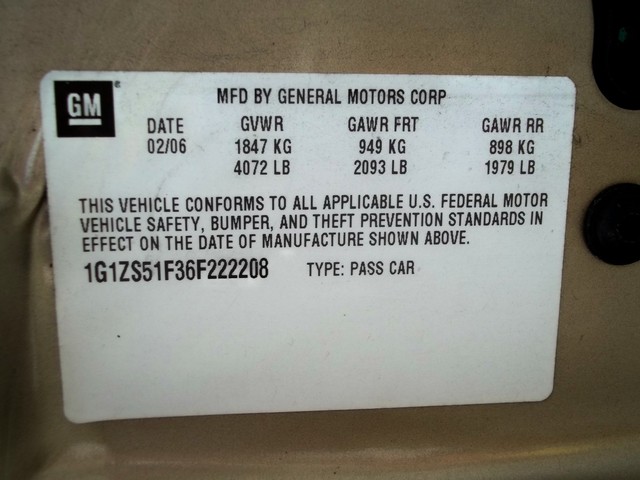 GM
MFD BY GENERAL MOTORS CORP
DATE GVWR GAWR FRT GAWR RR
02/06 1847 KG 949 KG 898 KG
4072 LB 2093 LB 1979 LB
THIS VEHICLE CONFORMS TO ALL APPLICABLE U.S. FEDERAL MOTOR
VEHICLE SAFETY, BUMPER, AND THEFT PREVENTION STANDARDS IN
EFFECT ON THE DATE OF MANUFACTURE SHOWN ABOVE.
1G1ZS51F36F222208 TYPE: PASS CAR